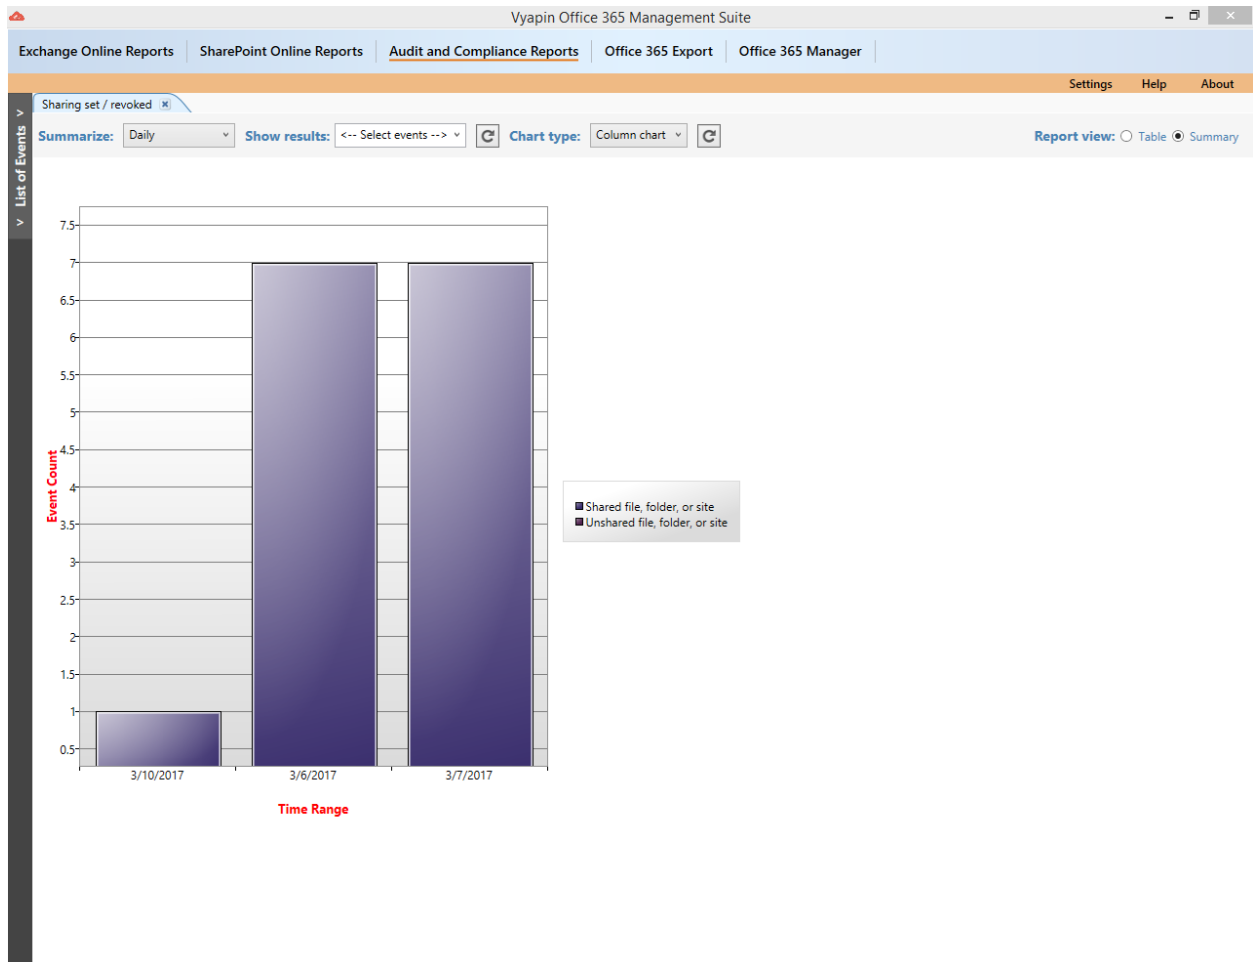 Vyapin Office 365 Management Suite
Exchange Online Reports SharePoint Online Reports Audit and Compliance Reports Office 365 Export Office 365 Manager
Settings Help About
Sharing set / revoked
> List of Events >
Summarize: Daily Show results: <-- Select events --> Chart type: Column chart Report view: Table Summary
7.5
7
6.5
6
5.5
5
4.5
4
3.5
3
2.5
2
1.5
1
0.5
Event Count
Shared file, folder, or site
Unshared file, folder, or site
3/10/2017 3/6/2017 3/7/2017
Time Range